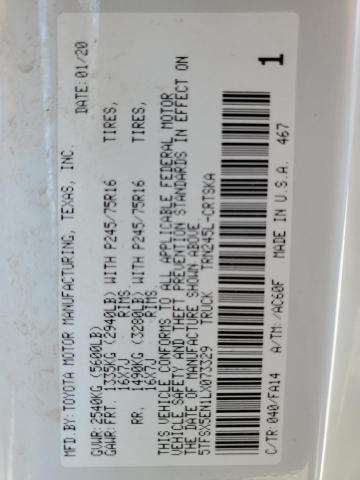 MFD. BY: TOYOTA MOTOR MANUFACTURING, TEXAS, INC. DATE: 01/20
GVWR: 2540KG (5600LB)
GAWR: FRT. 1335KG (2940LB) WITH P245/75R16 TIRES,
16X7J RIMS
RR. 1490KG (3280LB) WITH P245/75R16 TIRES,
16X7J RIMS
THIS VEHICLE CONFORMS TO ALL APPLICABLE FEDERAL MOTOR
VEHICLE SAFETY AND THEFT PREVENTION STANDARDS IN EFFECT ON
THE DATE OF MANUFACTURE SHOWN ABOVE
5TFSX5EN1LX073329 TRUCK TRN245L-CRTSKA
1
C/TR: 040/FA14 A/TM: /AC60F MADE IN U.S.A. 467